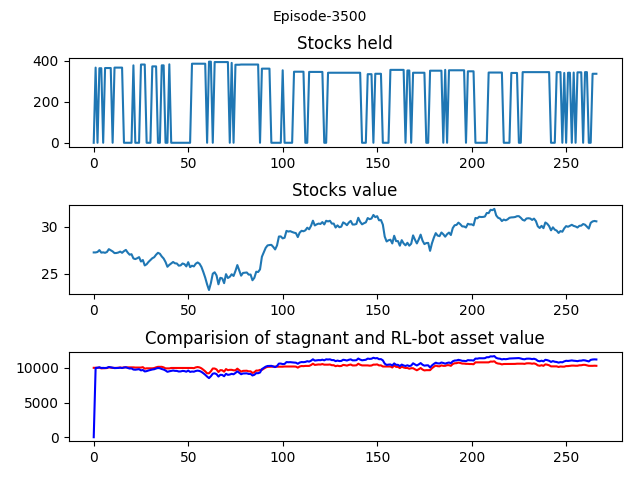 Episode-3500
Stocks held
400
200
0
0 50 100 150 200 250
Stocks value
30
25
0 50 100 150 200 250
Comparision of stagnant and RL-bot asset value
10000
5000
0
0 50 100 150 200 250